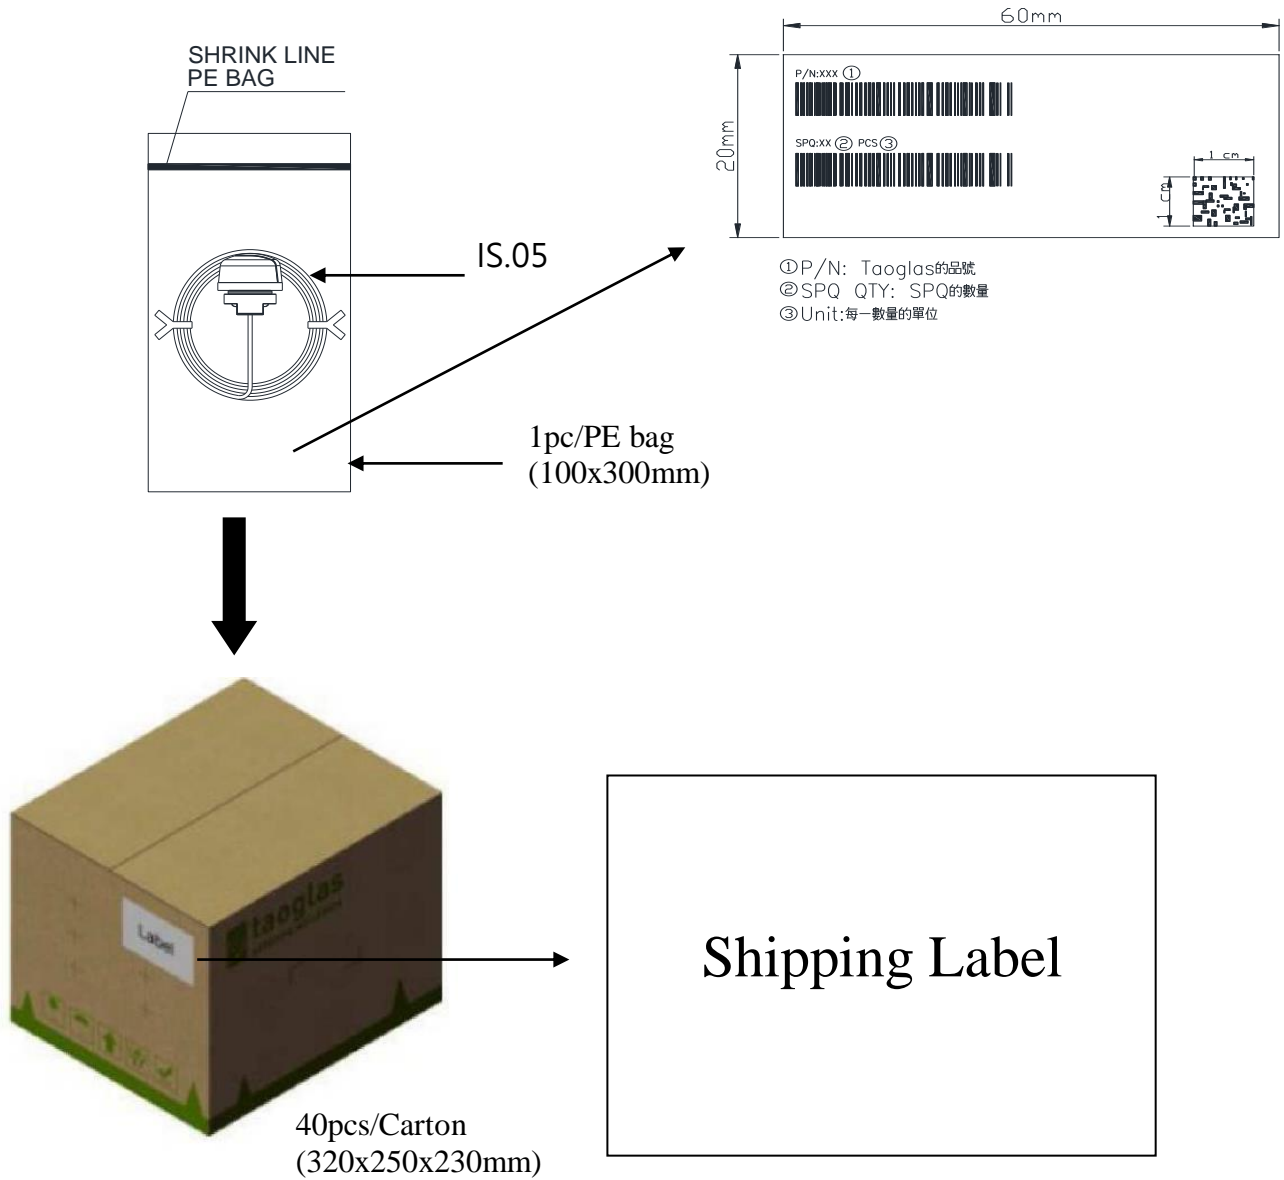 60mm
SHRINK LINE
PE BAG
P/N:XXX ①
20mm
SPQ:XX ② PCS③
1 cm
1 cm
IS.05
①P/N: Taoglas的品號
②SPQ QTY: SPQ的數量
③Unit:每一數量的單位
1pc/PE bag
(100x300mm)
taoglas
Label
Shipping Label
40pcs/Carton
(320x250x230mm)